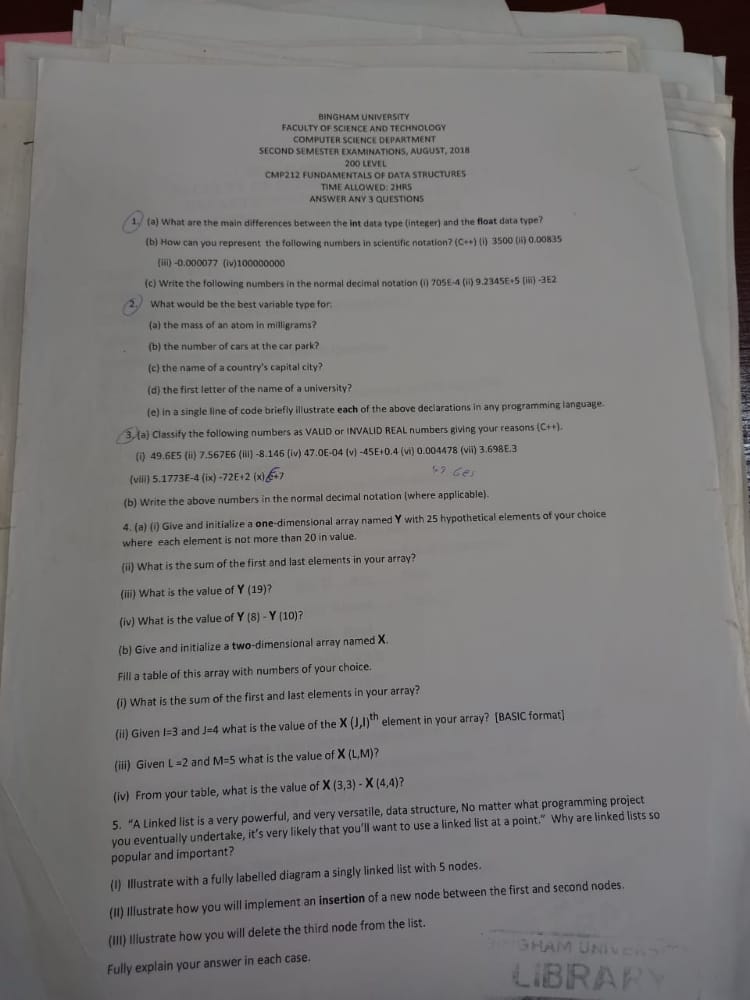 BINGHAM UNIVERSITY
FACULTY OF SCIENCE AND TECHNOLOGY
COMPUTER SCIENCE DEPARTMENT
SECOND SEMESTER EXAMINATIONS, AUGUST, 2018
200 LEVEL
CMP212 FUNDAMENTALS OF DATA STRUCTURES
TIME ALLOWED: 2HRS
ANSWER ANY 3 QUESTIONS
1. (a) What are the main differences between the int data type (integer) and the float data type?
(b) How can you represent the following numbers in scientific notation? (C++) (i) 3500 (ii) 0.00835
(iii) -0.000077 (iv)100000000
(c) Write the following numbers in the normal decimal notation (i) 705E-4 (ii) 9.2345E+5 (iii) -3E2
2. What would be the best variable type for:
(a) the mass of an atom in milligrams?
(b) the number of cars at the car park?
(c) the name of a country's capital city?
(d) the first letter of the name of a university?
(e) in a single line of code briefly illustrate each of the above declarations in any programming language.
3. (a) Classify the following numbers as VALID or INVALID REAL numbers giving your reasons (C++).
(i) 49.6E5 (ii) 7.567E6 (iii) -8.146 (iv) 47.0E-04 (v) -45E+0.4 (vi) 0.004478 (vii) 3.698E.3
(viii) 5.1773E-4 (ix) -72E+2 (x) E+7
(b) Write the above numbers in the normal decimal notation (where applicable).
4. (a) (i) Give and initialize a one-dimensional array named Y with 25 hypothetical elements of your choice
where each element is not more than 20 in value.
(ii) What is the sum of the first and last elements in your array?
(iii) What is the value of Y (19)?
(iv) What is the value of Y (8) - Y (10)?
(b) Give and initialize a two-dimensional array named X.
Fill a table of this array with numbers of your choice.
(i) What is the sum of the first and last elements in your array?
(ii) Given I=3 and J=4 what is the value of the X (J,I)th element in your array? [BASIC format]
(iii) Given L =2 and M=5 what is the value of X (L,M)?
(iv) From your table, what is the value of X (3,3) - X (4,4)?
5. "A Linked list is a very powerful, and very versatile, data structure, No matter what programming project
you eventually undertake, it's very likely that you'll want to use a linked list at a point." Why are linked lists so
popular and important?
(I) Illustrate with a fully labelled diagram a singly linked list with 5 nodes.
(II) Illustrate how you will implement an insertion of a new node between the first and second nodes.
(III) Illustrate how you will delete the third node from the list.
Fully explain your answer in each case.
BINGHAM UNIVERSITY
LIBRARY